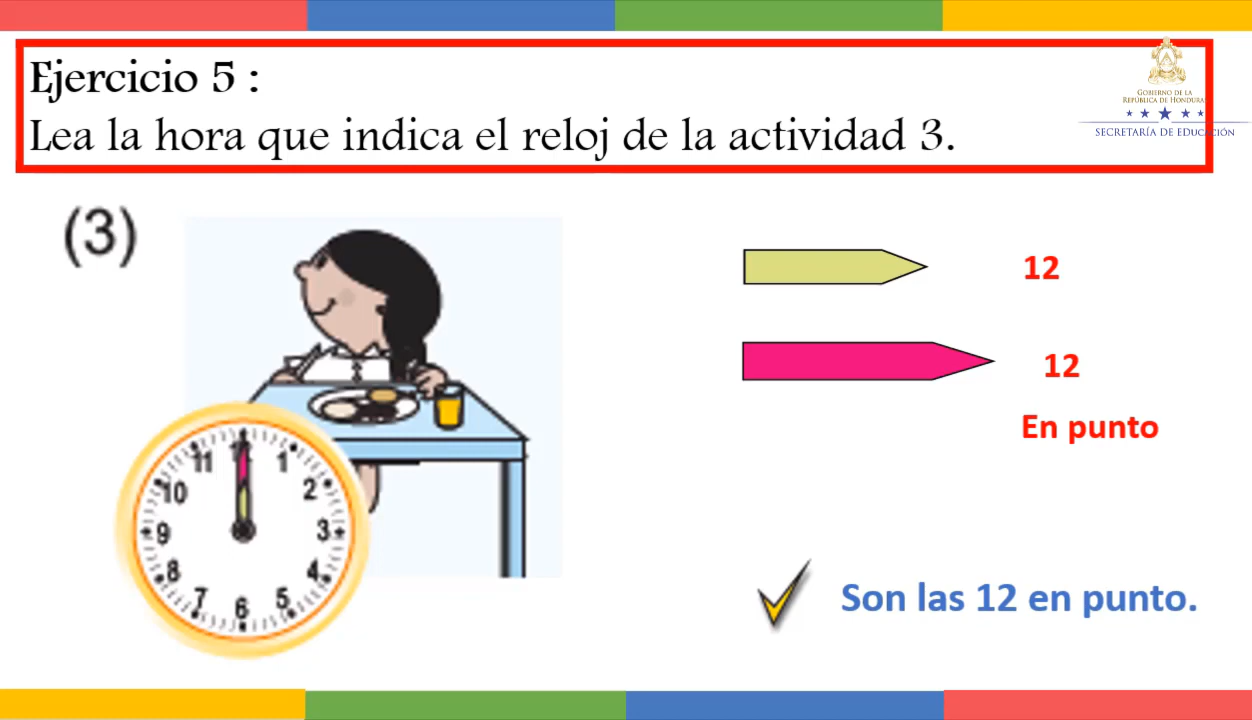 Ejercicio 5 :
Lea la hora que indica el reloj de la actividad 3.
GOBIERNO DE LA
REPÚBLICA DE HONDURAS
SECRETARÍA DE EDUCACIÓN
(3)
12
12
En punto
12
1
2
3
4
5
6
7
8
9
10
11
Son las 12 en punto.